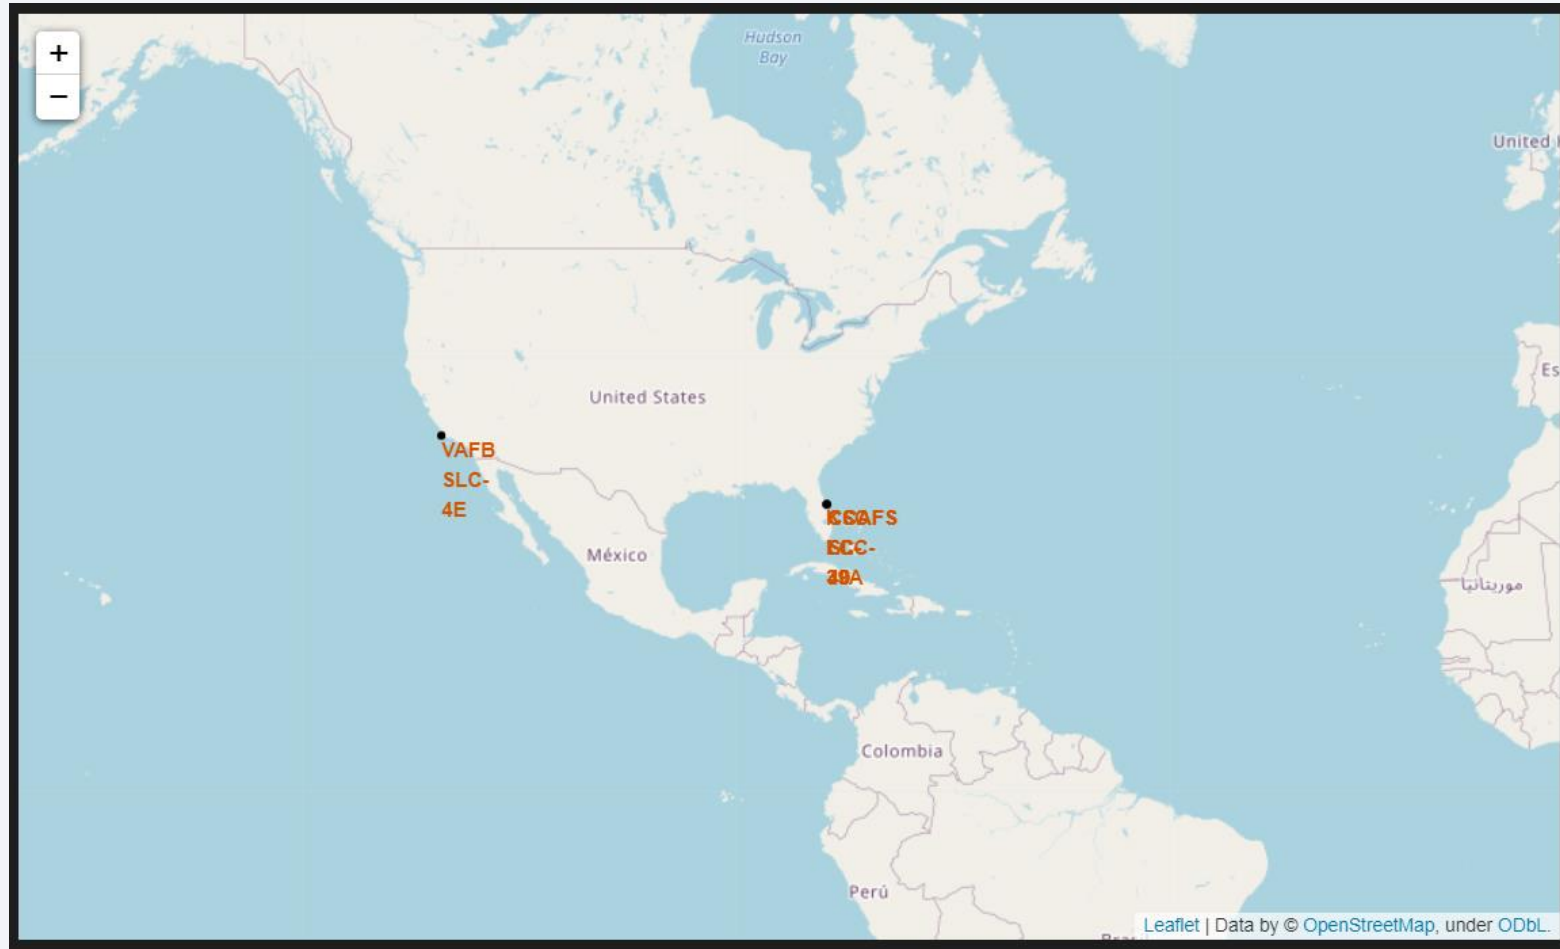 +
−
Hudson
Bay
United
United States
VAFB
SLC-
4E
México
Es
موريتانيا
Colombia
Perú
Leaflet | Data by © OpenStreetMap, under ODbL.